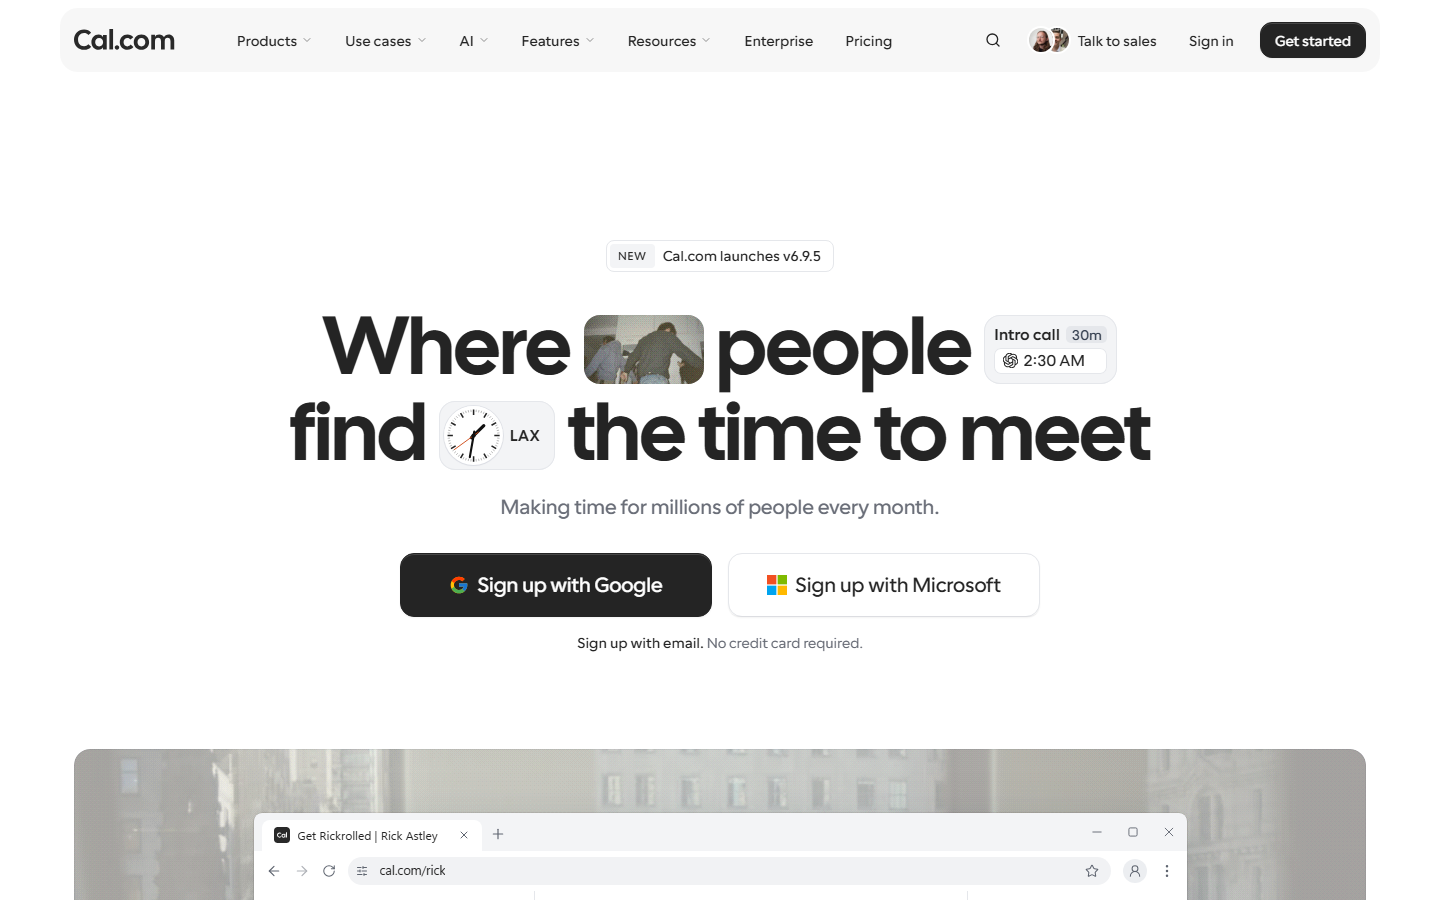 Cal.com
Products
Use cases
AI
Features
Resources
Enterprise
Pricing
Talk to sales
Sign in
Get started
NEW Cal.com launches v6.9.5
Where people
Intro call 30m
2:30 AM
find LAX the time to meet
Making time for millions of people every month.
Sign up with Google
Sign up with Microsoft
Sign up with email. No credit card required.
Cal Get Rickrolled | Rick Astley
cal.com/rick